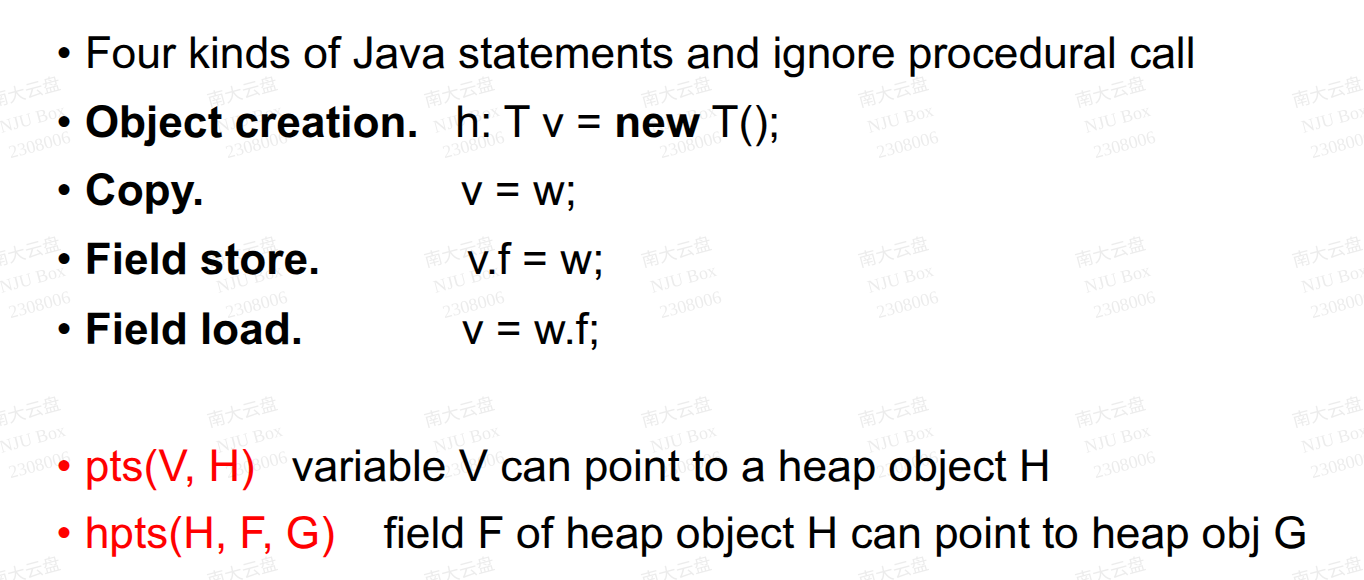 • Four kinds of Java statements and ignore procedural call
• Object creation. h: T v = new T();
• Copy. v = w;
• Field store. v.f = w;
• Field load. v = w.f;
• pts(V, H) variable V can point to a heap object H
• hpts(H, F, G) field F of heap object H can point to heap obj G
南大云盘
NJU Box
2308006